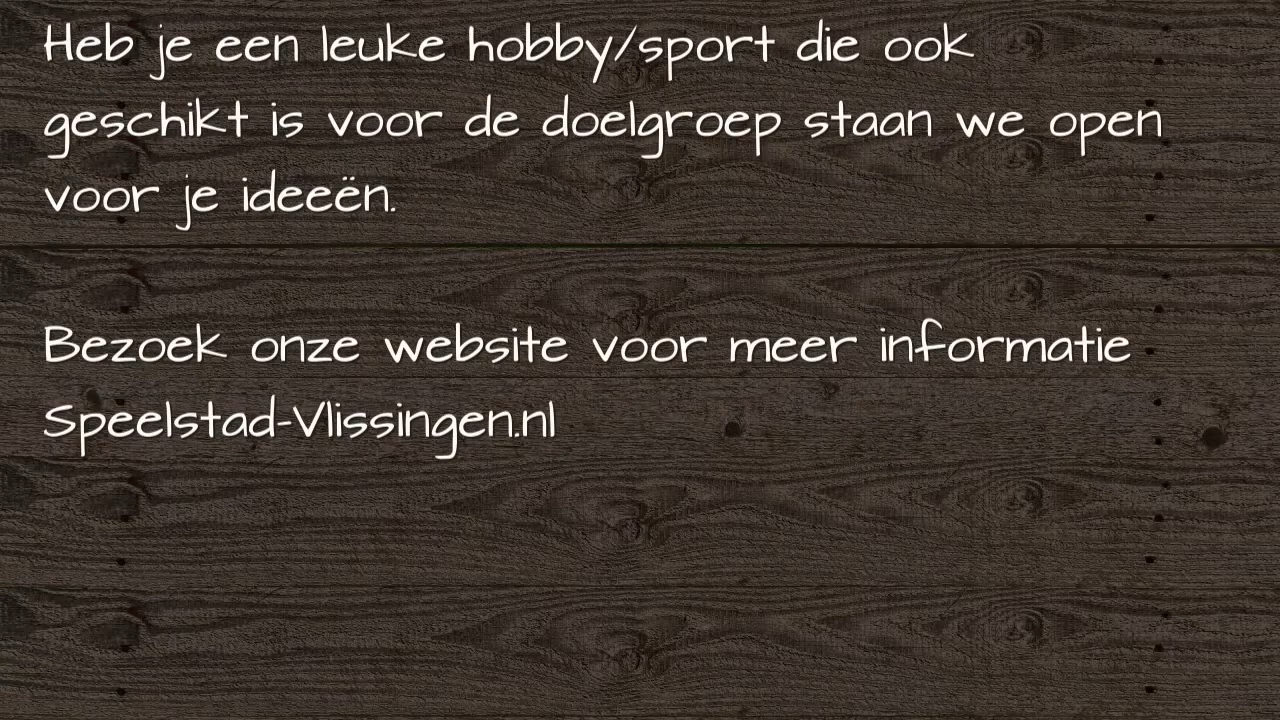 Heb je een leuke hobby/sport die ook
geschikt is voor de doelgroep staan we open
voor je ideeën.
Bezoek onze website voor meer informatie
Speelstad-Vlissingen.nl